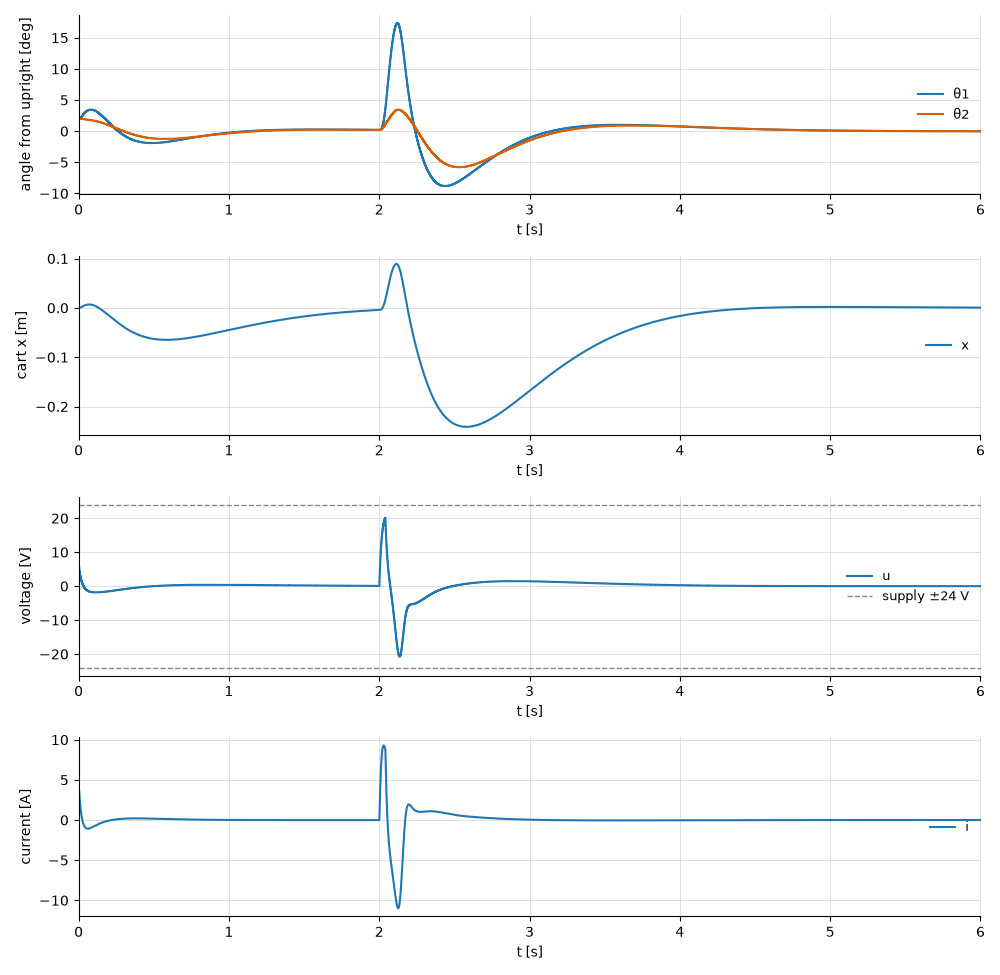 angle from upright [deg]
15
10
5
0
−5
−10
θ1
θ2
0 1 2 3 4 5 6
t [s]
cart x [m]
0.1
0.0
−0.1
−0.2
x
0 1 2 3 4 5 6
t [s]
voltage [V]
20
10
0
−10
−20
u
supply ±24 V
0 1 2 3 4 5 6
t [s]
current [A]
10
5
0
−5
−10
i
0 1 2 3 4 5 6
t [s]